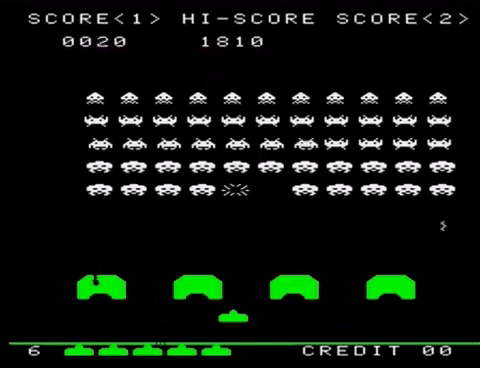 SCORE<1> HI-SCORE SCORE<2>
0020 1810
6 CREDIT 00